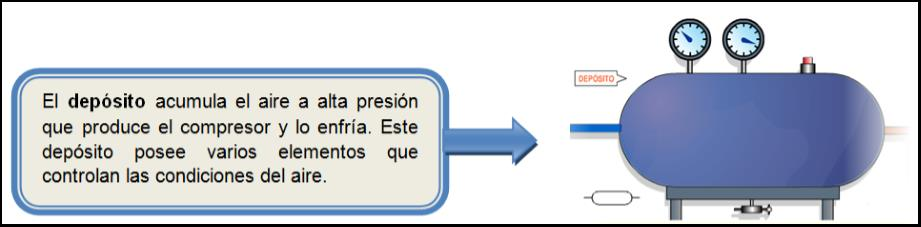 El depósito acumula el aire a alta presión
que produce el compresor y lo enfría. Este
depósito posee varios elementos que
controlan las condiciones del aire.
DEPÓSITO